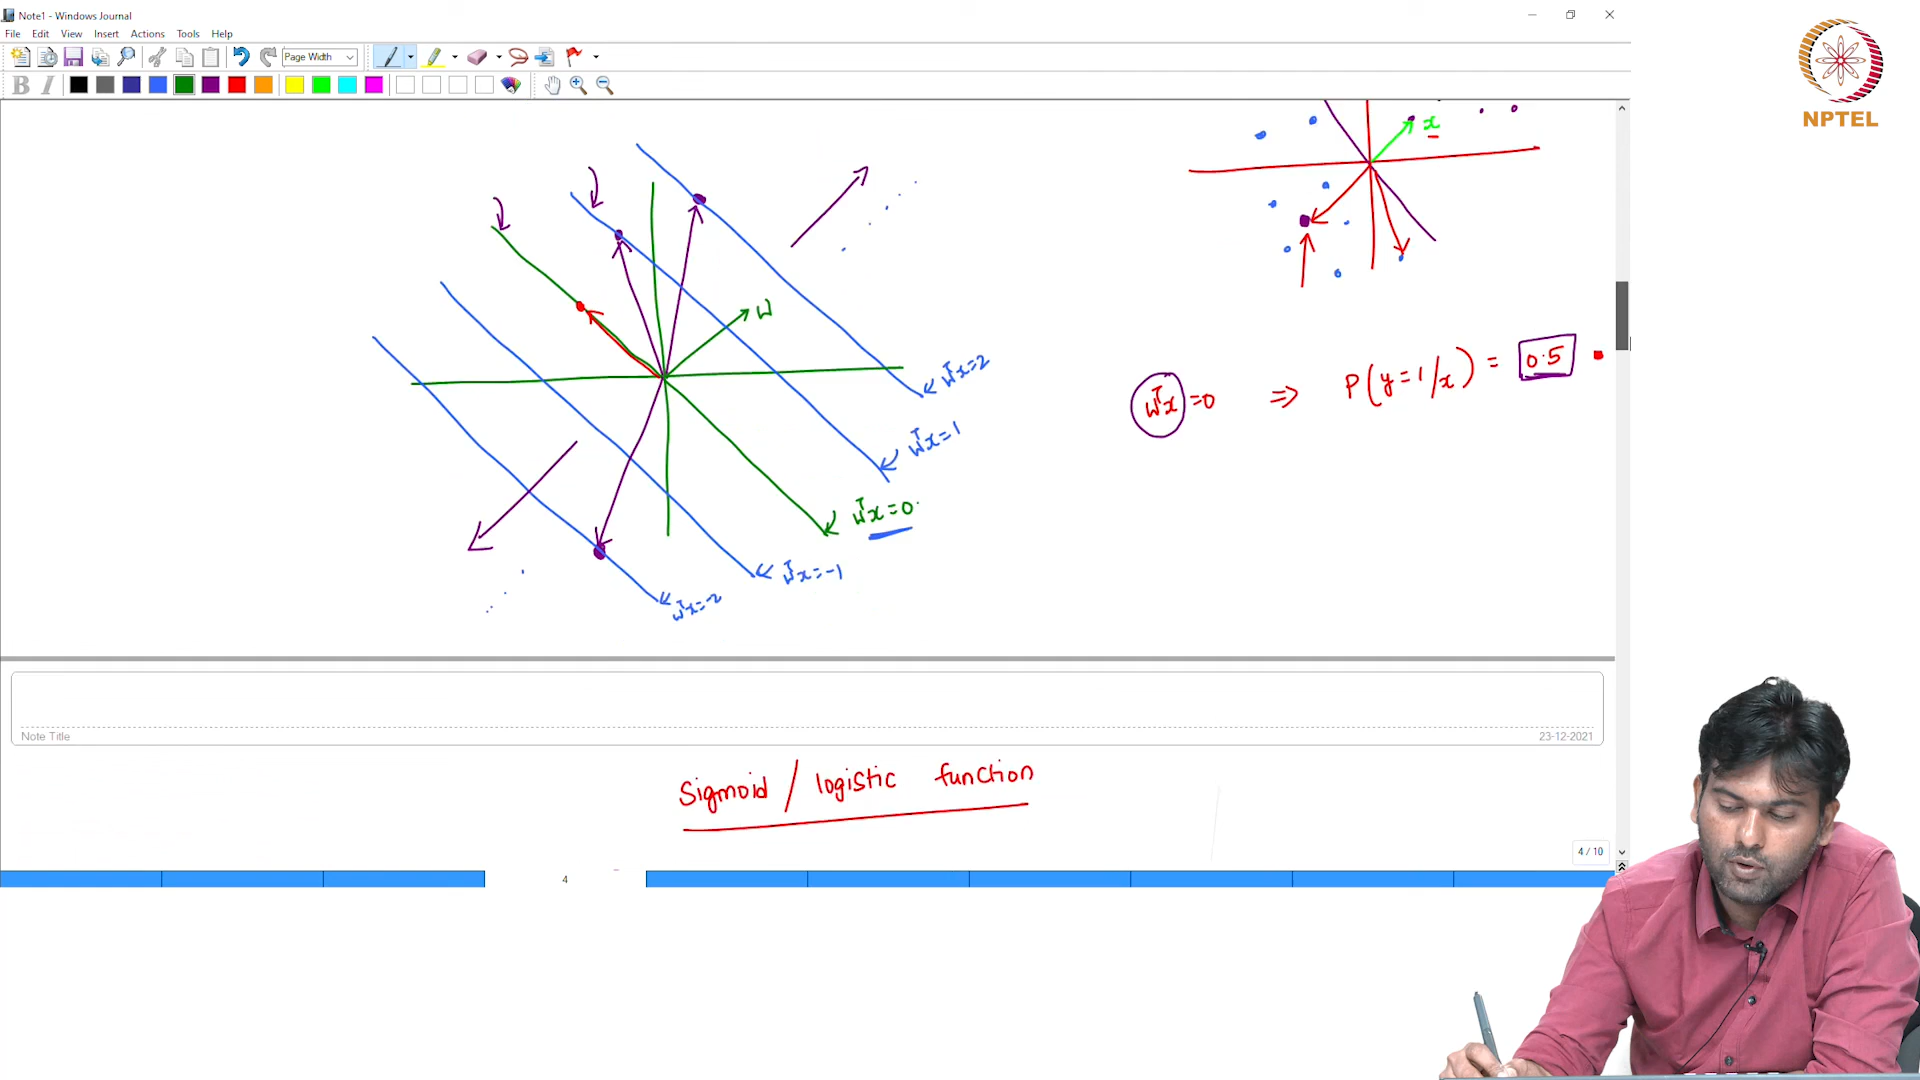 Note1 - Windows Journal
File Edit View Insert Actions Tools Help
Page Width
B I
NPTEL
x
w
wᵀx=2
wᵀx=1
wᵀx=0
wᵀx=-1
wᵀx=-2
wᵀx=0 ⇒ P(y=1/x) = 0.5
Note Title
23-12-2021
Sigmoid / logistic function
4 / 10
4